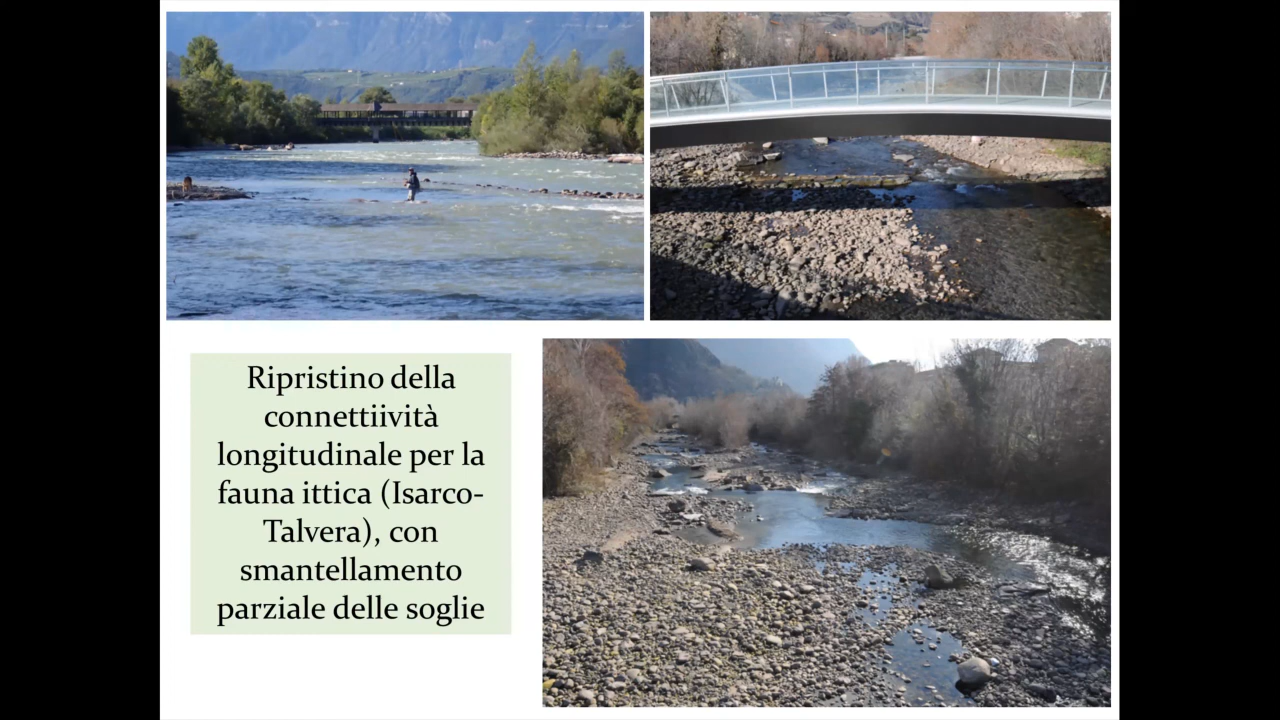 Ripristino della
connettiività
longitudinale per la
fauna ittica (Isarco-
Talvera), con
smantellamento
parziale delle soglie